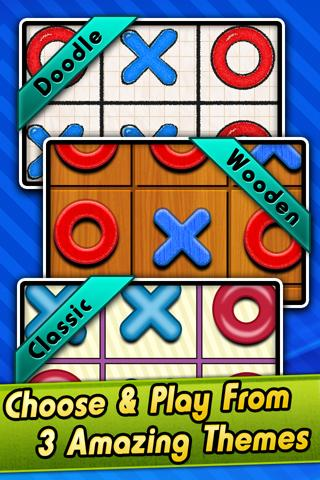 Doodle
Wooden
Classic
Choose & Play From
3 Amazing Themes